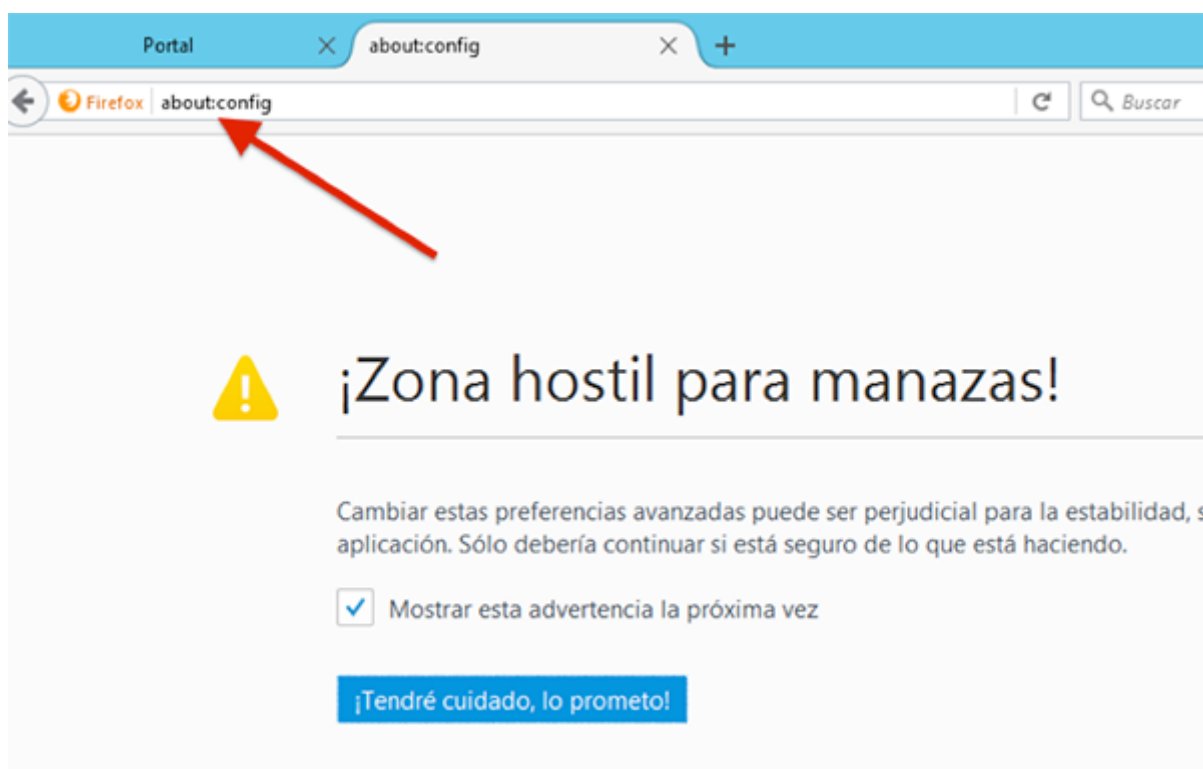 Portal
about:config
Firefox about:config
Buscar
¡Zona hostil para manazas!
Cambiar estas preferencias avanzadas puede ser perjudicial para la estabilidad, s
aplicación. Sólo debería continuar si está seguro de lo que está haciendo.
Mostrar esta advertencia la próxima vez
¡Tendré cuidado, lo prometo!